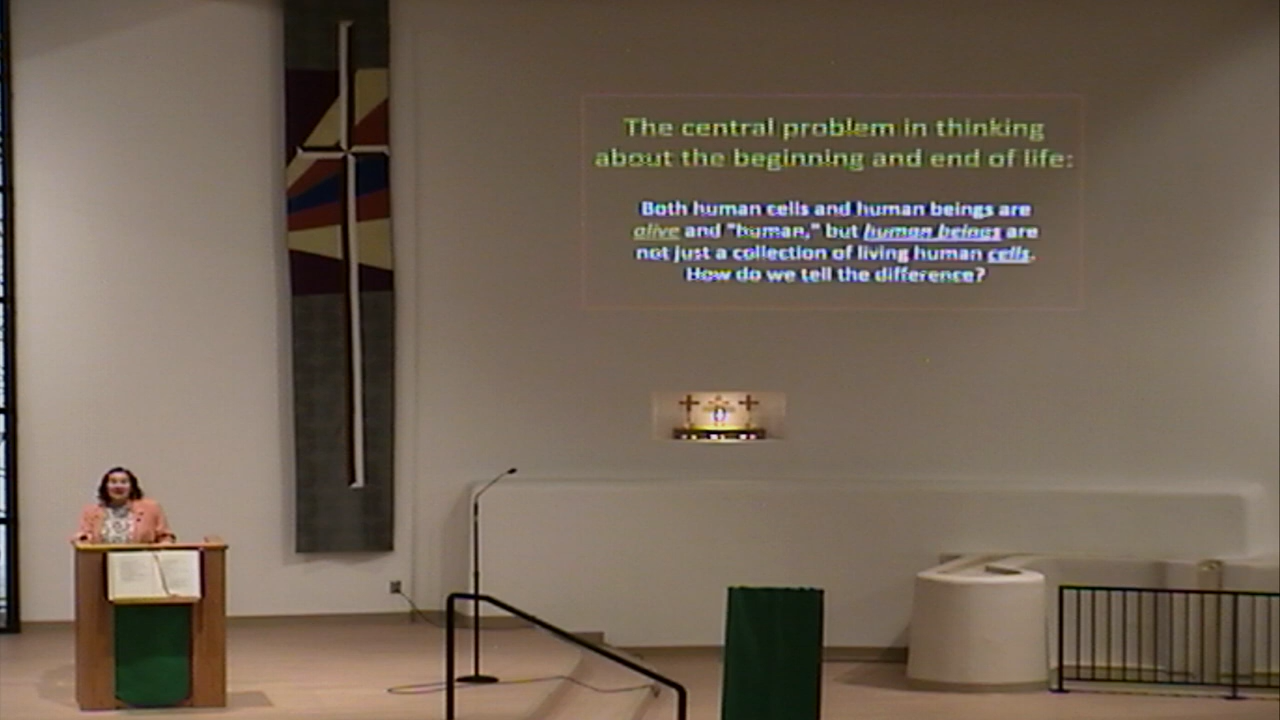 The central problem in thinking
about the beginning and end of life:
Both human cells and human beings are
alive and "human," but human beings are
not just a collection of living human cells.
How do we tell the difference?